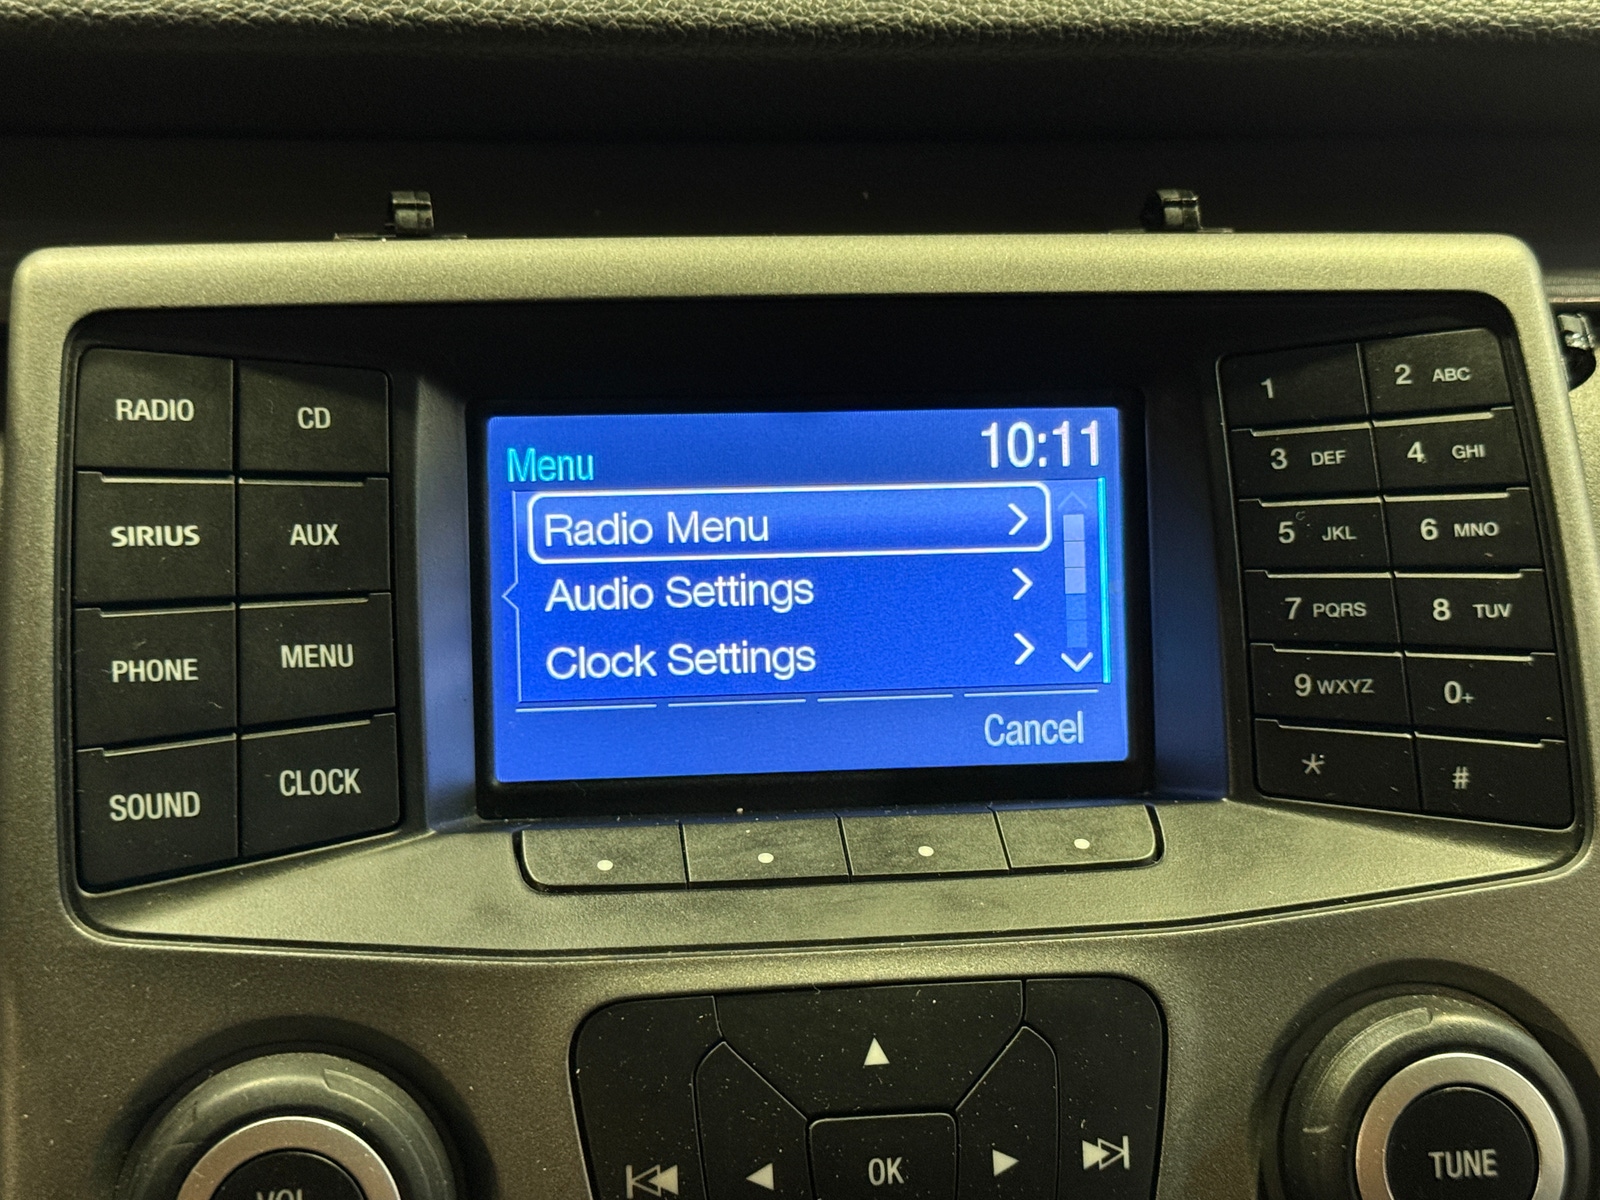 RADIO
CD
SIRIUS
AUX
PHONE
MENU
SOUND
CLOCK
Menu
10:11
Radio Menu
Audio Settings
Clock Settings
Cancel
1
2 ABC
3 DEF
4 GHI
5 JKL
6 MNO
7 PQRS
8 TUV
9 WXYZ
0+
*
#
VOL
OK
TUNE